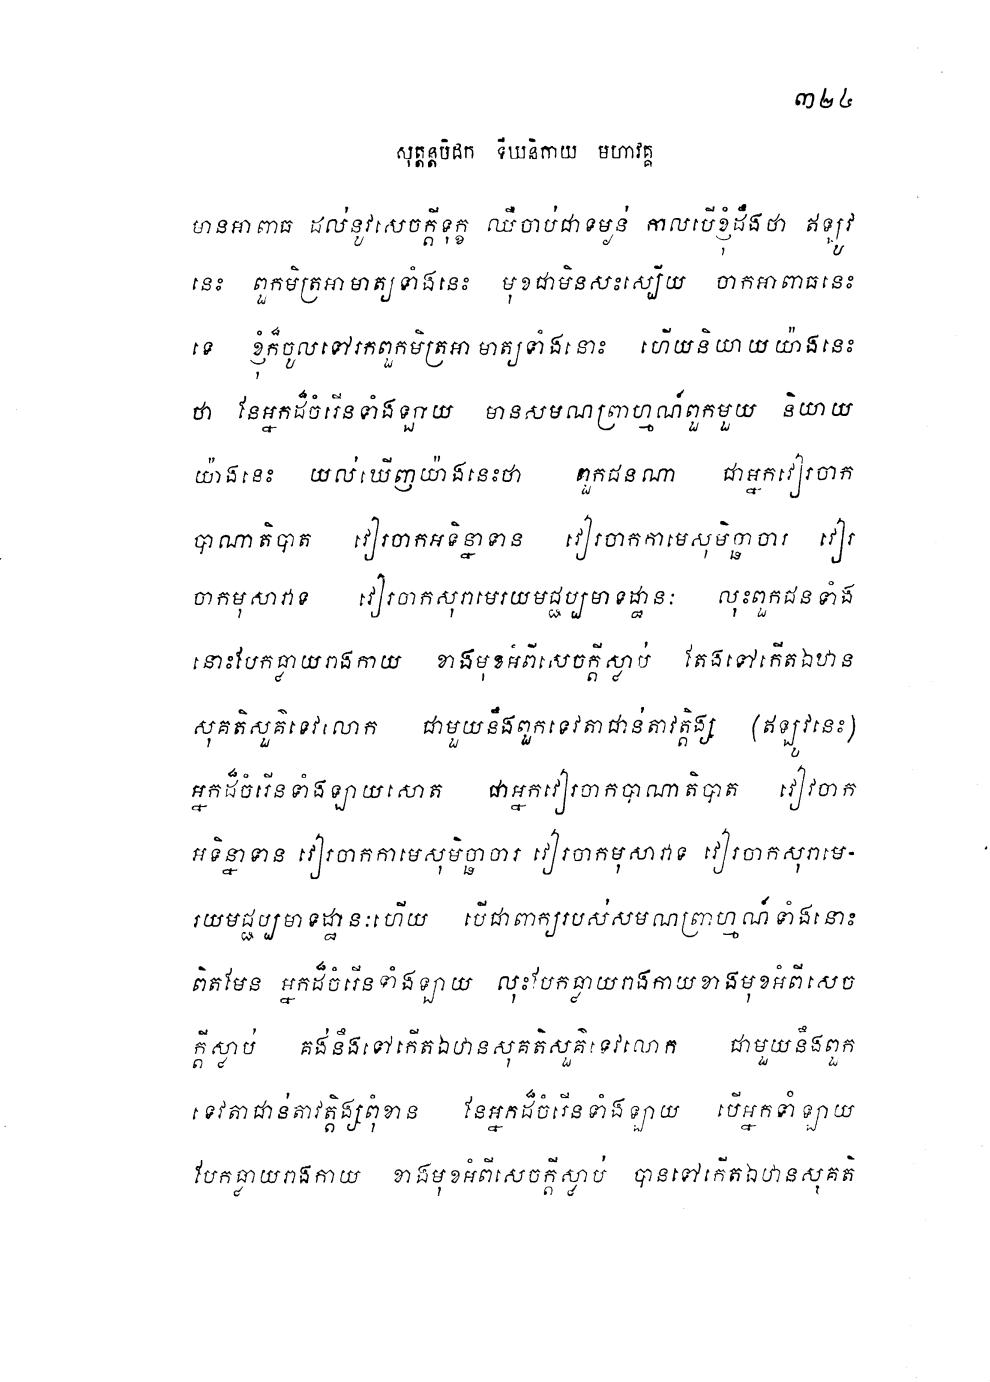 ៣២៤
សុត្តន្តបិដក ទីឃនិកាយ មហាវគ្គ
មានអាពាធ ដល់នូវសេចក្តីទុក្ខ ឈឺចាប់ជាទម្ងន់ កាលបើខ្ញុំដឹងថា ឥឡូវ
នេះ ពួកមិត្រអាមាត្យទាំងនេះ មុខជាមិនសះស្បើយ ចាកអាពាធនេះ
ទេ ខ្ញុំក៏ចូលទៅរកពួកមិត្រអាមាត្យទាំងនោះ ហើយនិយាយយ៉ាងនេះ
ថា នែអ្នកដ៏ចំរើនទាំងឡាយ មានសមណព្រាហ្មណ៍ពួកមួយ និយាយ
យ៉ាងនេះ យល់ឃើញយ៉ាងនេះថា ពួកជនណា ជាអ្នកវៀរចាក
បាណាតិបាត វៀរចាកអទិន្នាទាន វៀរចាកកាមេសុមិច្ឆាចារ វៀរ
ចាកមុសាវាទ វៀរចាកសុរាមេរយមជ្ជប្បមាទដ្ឋានៈ លុះពួកជនទាំង
នោះបែកធ្លាយរាងកាយ ខាងមុខអំពីសេចក្តីស្លាប់ តែងទៅកើតឯឋាន
សុគតិសួគ៌ទេវលោក ជាមួយនឹងពួកទេវតាជាន់តាវត្តិង្ស (ឥឡូវនេះ)
អ្នកដ៏ចំរើនទាំងឡាយសោត ជាអ្នកវៀរចាកបាណាតិបាត វៀរចាក
អទិន្នាទាន វៀរចាកកាមេសុមិច្ឆាចារ វៀរចាកមុសាវាទ វៀរចាកសុរាមេ-
រយមជ្ជប្បមាទដ្ឋានៈហើយ បើជាពាក្យរបស់សមណព្រាហ្មណ៍ទាំងនោះ
ពិតមែន អ្នកដ៏ចំរើនទាំងឡាយ លុះបែកធ្លាយរាងកាយខាងមុខអំពីសេច
ក្តីស្លាប់ គង់នឹងទៅកើតឯឋានសុគតិសួគ៌ទេវលោក ជាមួយនឹងពួក
ទេវតាជាន់តាវត្តិង្សពុំខាន នែអ្នកដ៏ចំរើនទាំងឡាយ បើអ្នកទាំឡាយ
បែកធ្លាយរាងកាយ ខាងមុខអំពីសេចក្តីស្លាប់ បានទៅកើតឯឋានសុគតិ